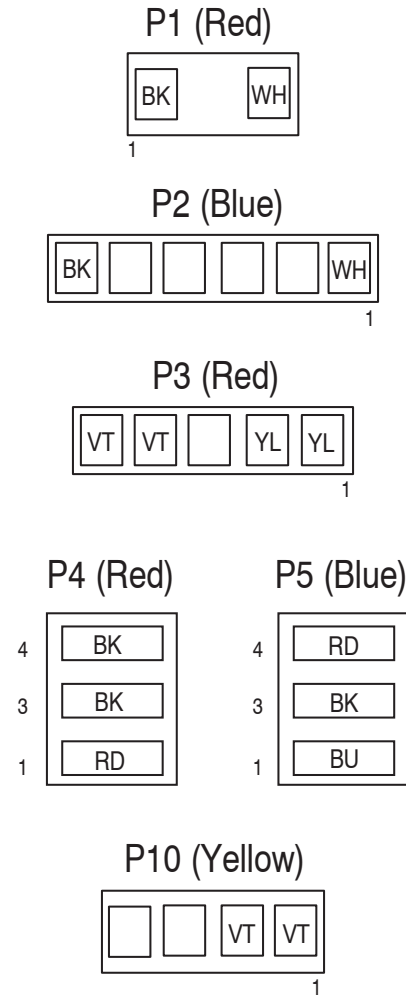 P1 (Red)
BK WH
1
P2 (Blue)
BK WH
1
P3 (Red)
VT VT YL YL
1
P4 (Red)
4 BK
3 BK
1 RD
P5 (Blue)
4 RD
3 BK
1 BU
P10 (Yellow)
VT VT
1